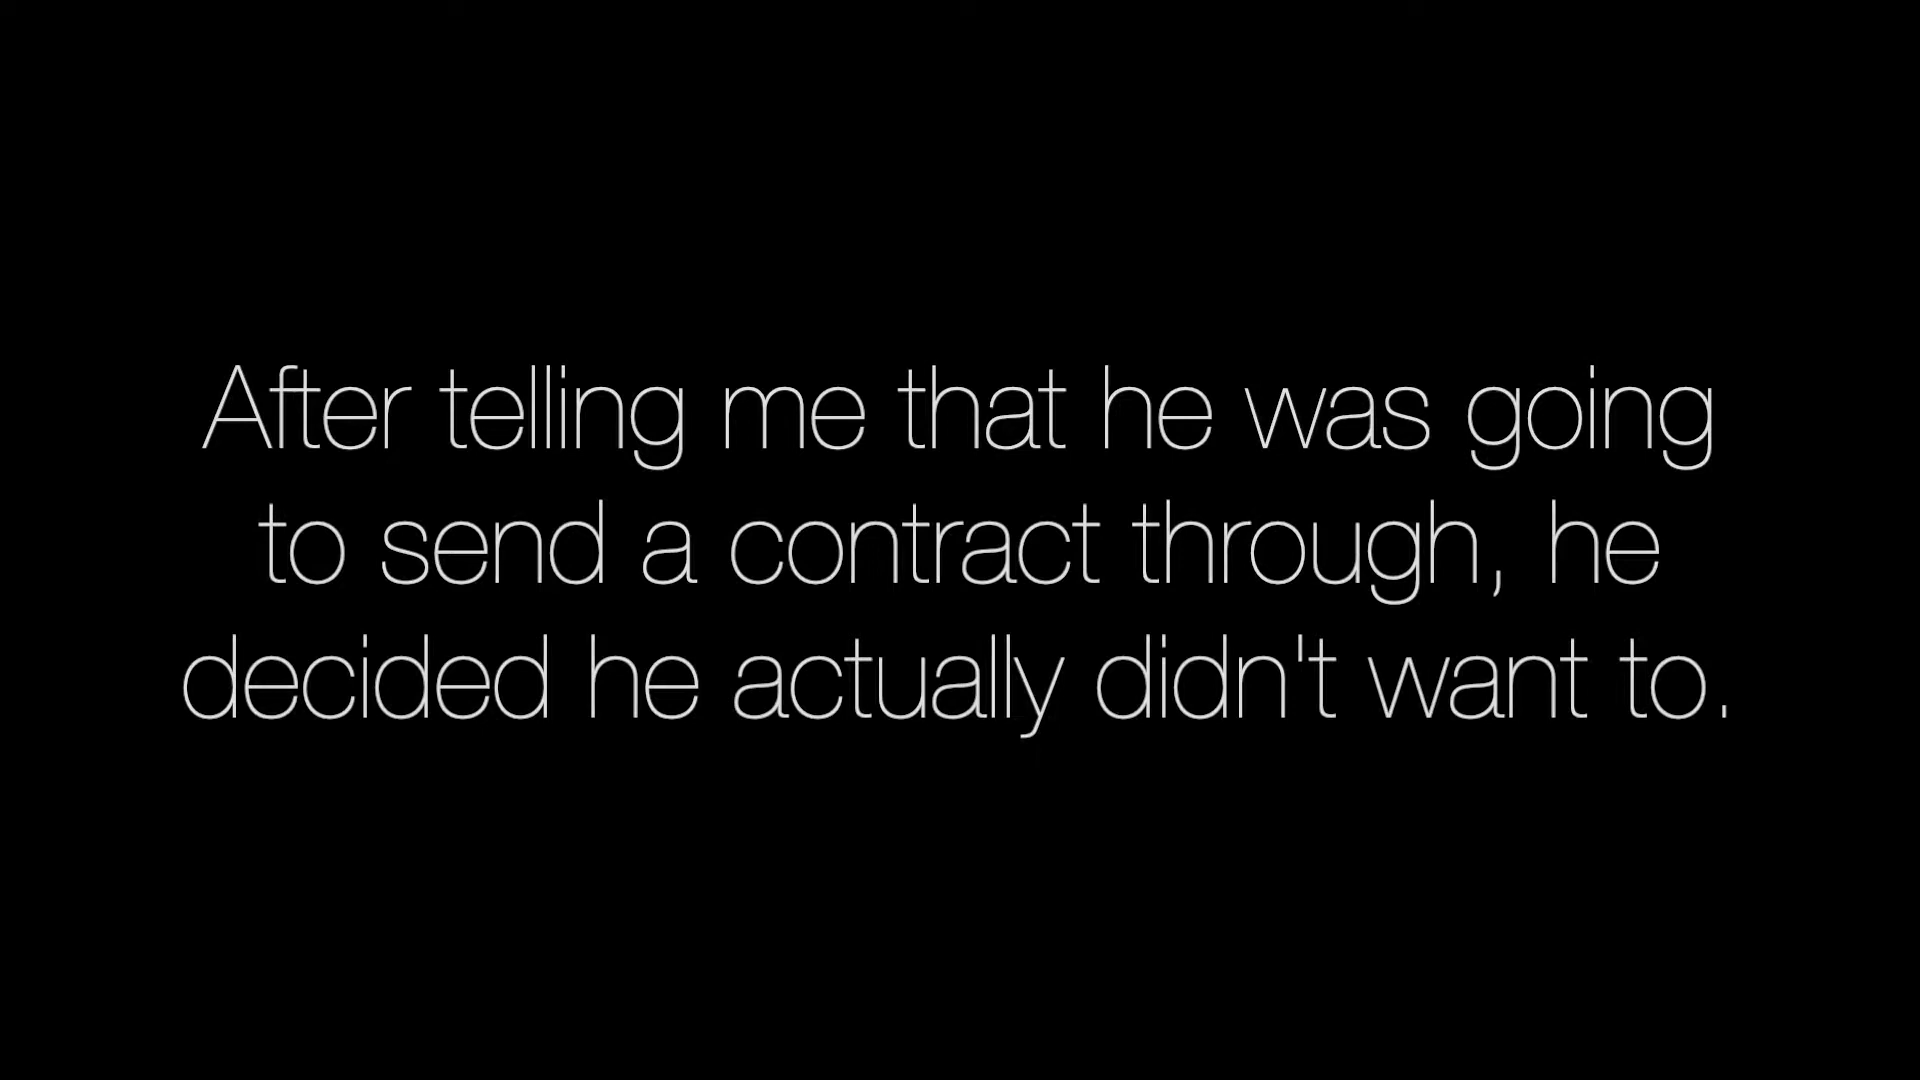 After telling me that he was going
to send a contract through, he
decided he actually didn't want to.